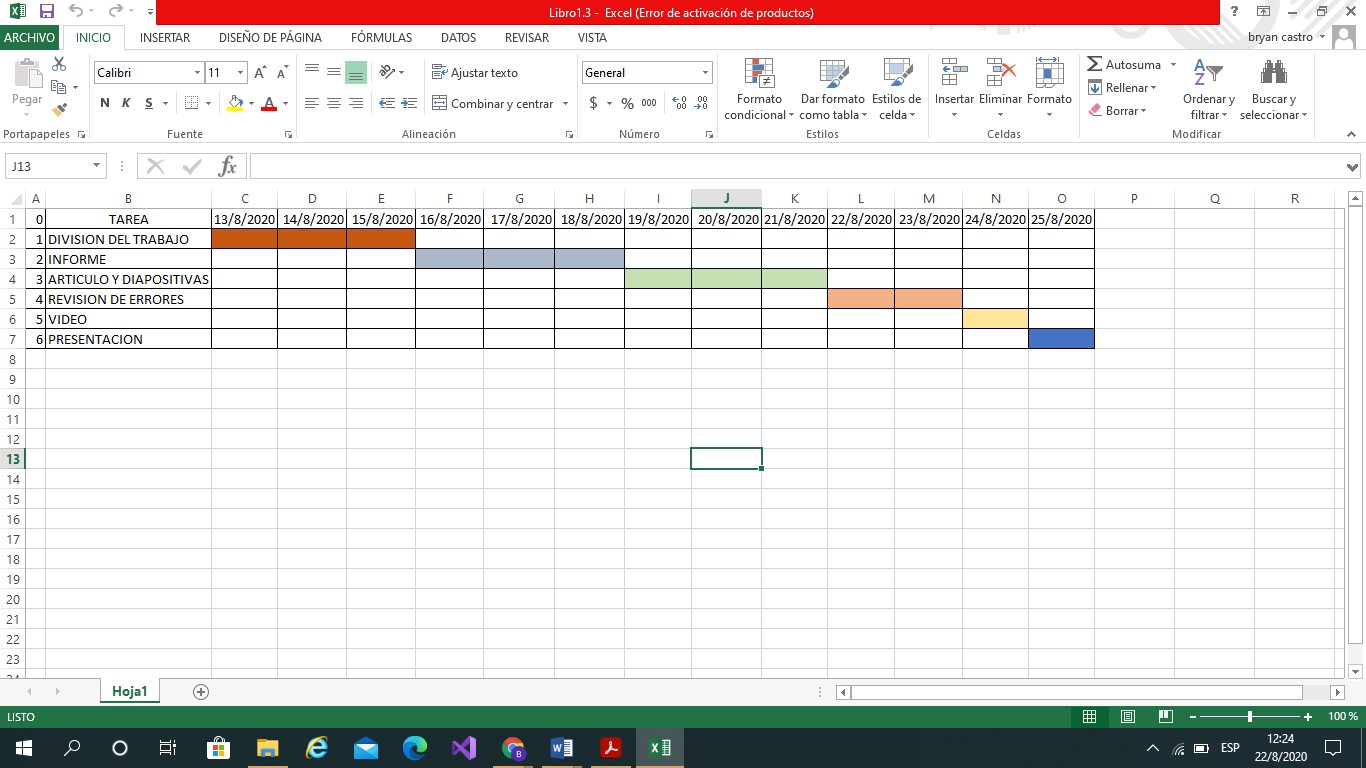 Libro1.3 - Excel (Error de activación de productos)
?
ARCHIVO INICIO INSERTAR DISEÑO DE PÁGINA FÓRMULAS DATOS REVISAR VISTA bryan castro
Pegar
Portapapeles
Calibri 11
N K S
Fuente
Ajustar texto
Combinar y centrar
Alineación
General
$ % 000
Número
Formato condicional
Dar formato como tabla
Estilos de celda
Estilos
Insertar Eliminar Formato
Celdas
Autosuma
Rellenar
Borrar
Ordenar y filtrar
Buscar y seleccionar
Modificar
J13 fx
A B C D E F G H I J K L M N O P Q R
1 0 TAREA 13/8/2020 14/8/2020 15/8/2020 16/8/2020 17/8/2020 18/8/2020 19/8/2020 20/8/2020 21/8/2020 22/8/2020 23/8/2020 24/8/2020 25/8/2020
2 1 DIVISION DEL TRABAJO
3 2 INFORME
4 3 ARTICULO Y DIAPOSITIVAS
5 4 REVISION DE ERRORES
6 5 VIDEO
7 6 PRESENTACION
8
9
10
11
12
13
14
15
16
17
18
19
20
21
22
23
Hoja1
LISTO 100 %
ESP 12:24
22/8/2020